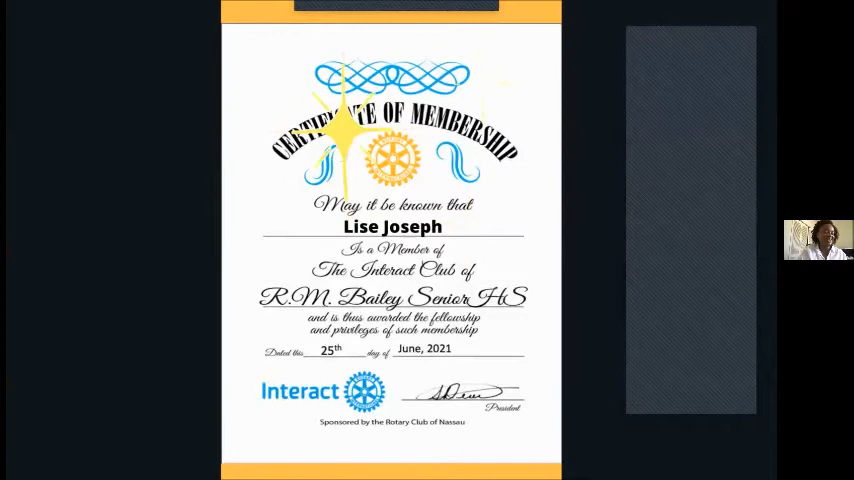 CERTIFICATE OF MEMBERSHIP
May it be known that
Lise Joseph
Is a Member of
The Interact Club of
R.M. Bailey Senior HS
and is thus awarded the fellowship
and privileges of such membership
Dated this 25th day of June, 2021
Interact
President
Sponsored by the Rotary Club of Nassau